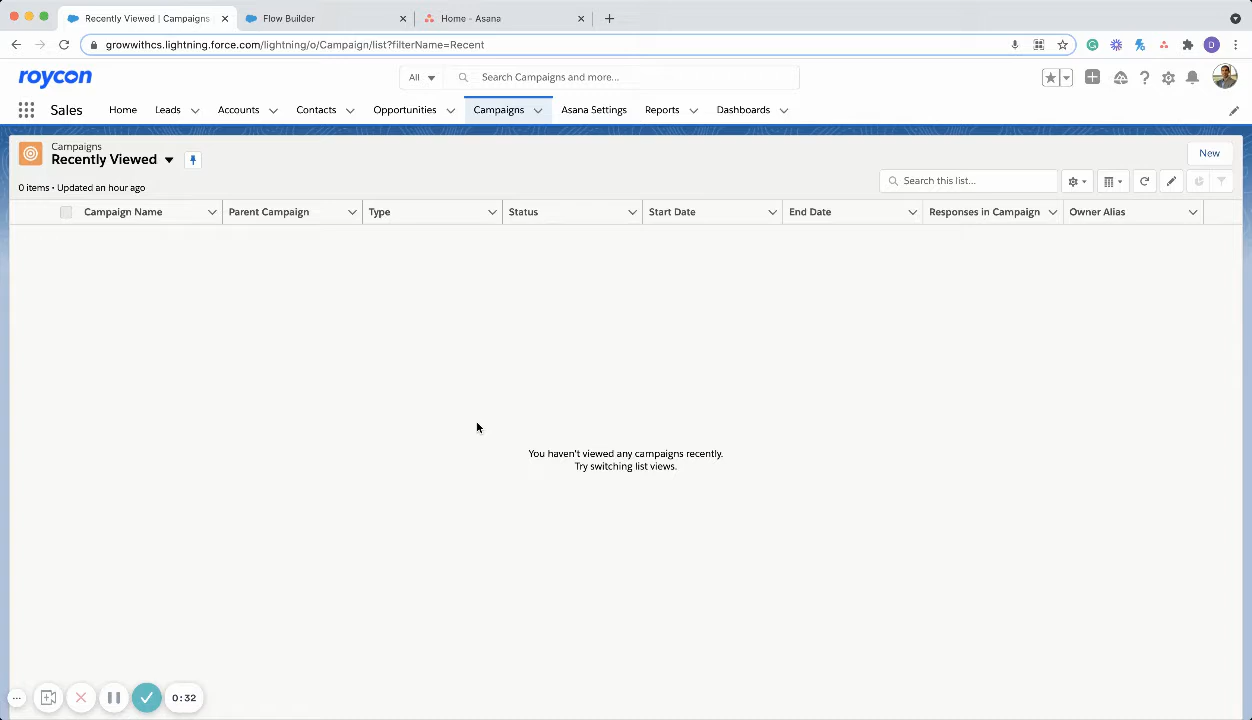 Recently Viewed | Campaigns
Flow Builder
Home - Asana
growwithcs.lightning.force.com/lightning/o/Campaign/list?filterName=Recent
D
roycon
All
Search Campaigns and more...
Sales
Home
Leads
Accounts
Contacts
Opportunities
Campaigns
Asana Settings
Reports
Dashboards
Campaigns
Recently Viewed
New
0 items • Updated an hour ago
Search this list...
Campaign Name
Parent Campaign
Type
Status
Start Date
End Date
Responses in Campaign
Owner Alias
You haven't viewed any campaigns recently.
Try switching list views.
0:32